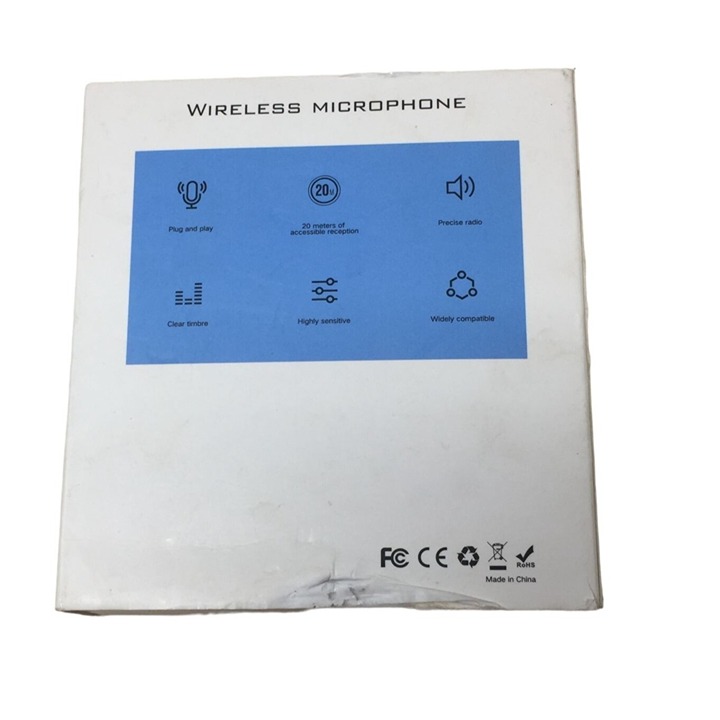 WIRELESS MICROPHONE
20M
Plug and play
20 meters of
accessible reception
Precise radio
Clear timbre
Highly sensitive
Widely compatible
FC CE RoHS
Made in China